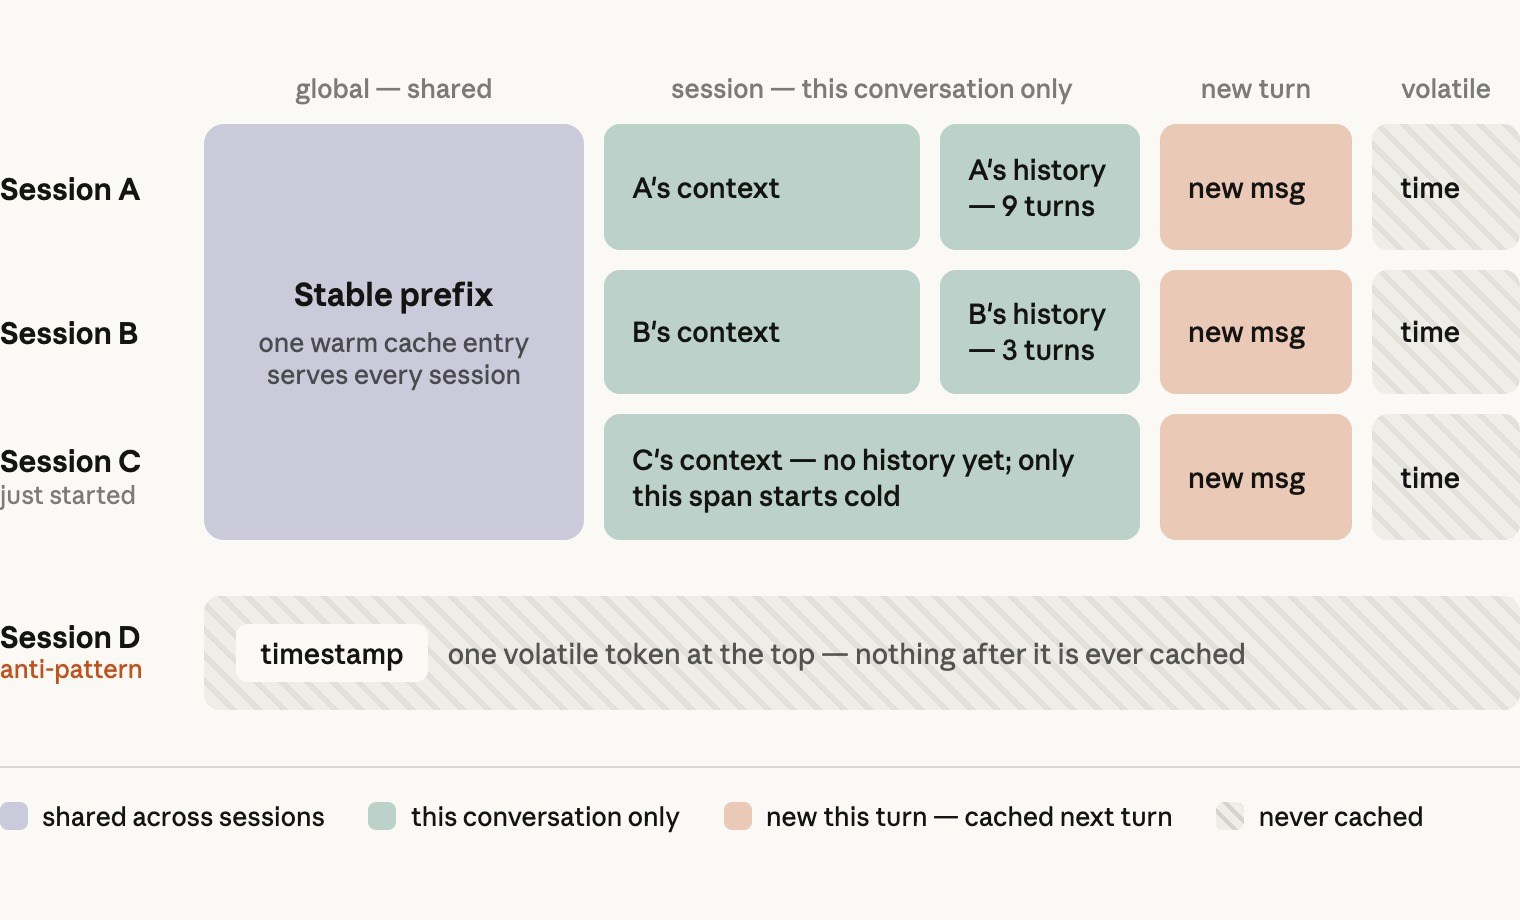 global — shared
session — this conversation only
new turn
volatile
Session A
A's context
A's history
— 9 turns
new msg
time
Stable prefix
one warm cache entry
serves every session
Session B
B's context
B's history
— 3 turns
new msg
time
Session C
just started
C's context — no history yet; only
this span starts cold
new msg
time
Session D
anti-pattern
timestamp
one volatile token at the top — nothing after it is ever cached
shared across sessions
this conversation only
new this turn — cached next turn
never cached